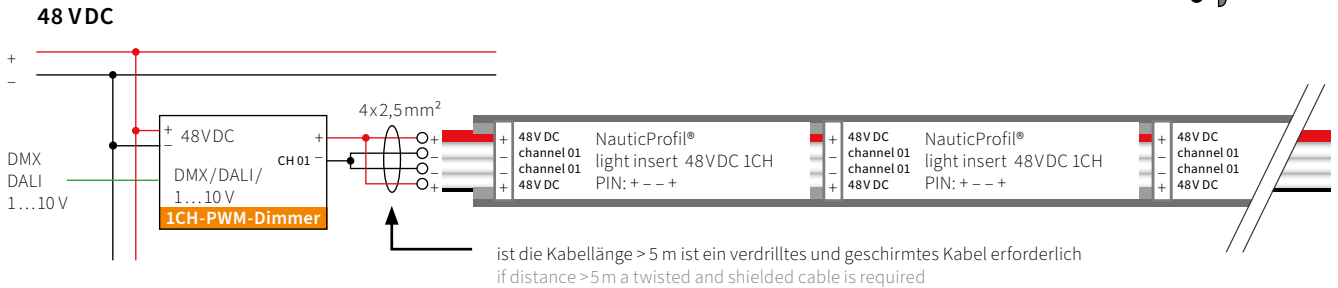 48 VDC
+
–
DMX
DALI
1…10 V
+ 48VDC
–
+
CH 01 –
DMX/DALI/
1…10 V
1CH-PWM-Dimmer
4x2,5mm²
+
–
–
+
+ 48V DC
– channel 01
– channel 01
+ 48V DC
NauticProfil®
light insert 48VDC 1CH
PIN: + – – +
+ 48V DC
– channel 01
– channel 01
+ 48V DC
NauticProfil®
light insert 48VDC 1CH
PIN: + – – +
+ 48V DC
– channel 01
– channel 01
+ 48V DC
ist die Kabellänge > 5 m ist ein verdrilltes und geschirmtes Kabel erforderlich
if distance >5m a twisted and shielded cable is required